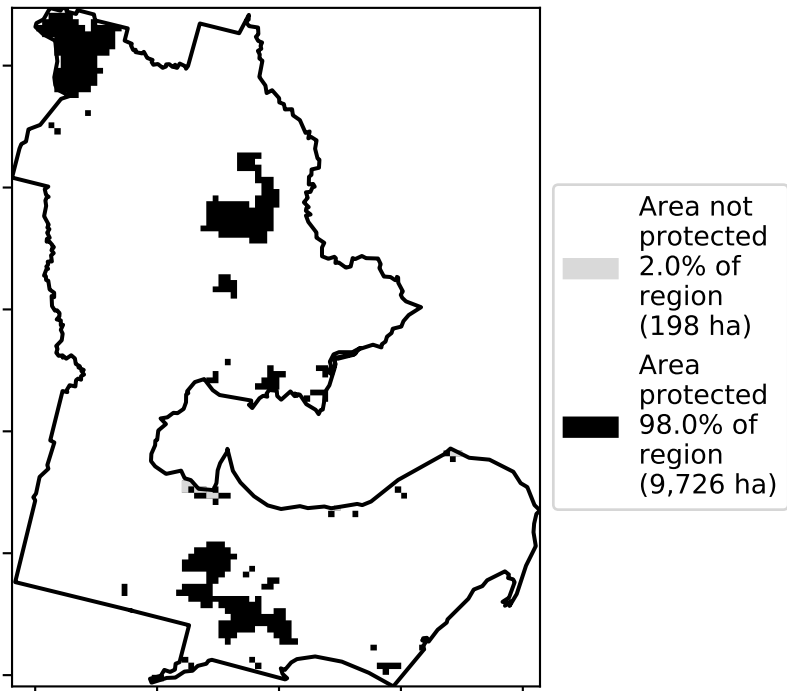 Area not
protected
2.0% of
region
(198 ha)
Area
protected
98.0% of
region
(9,726 ha)